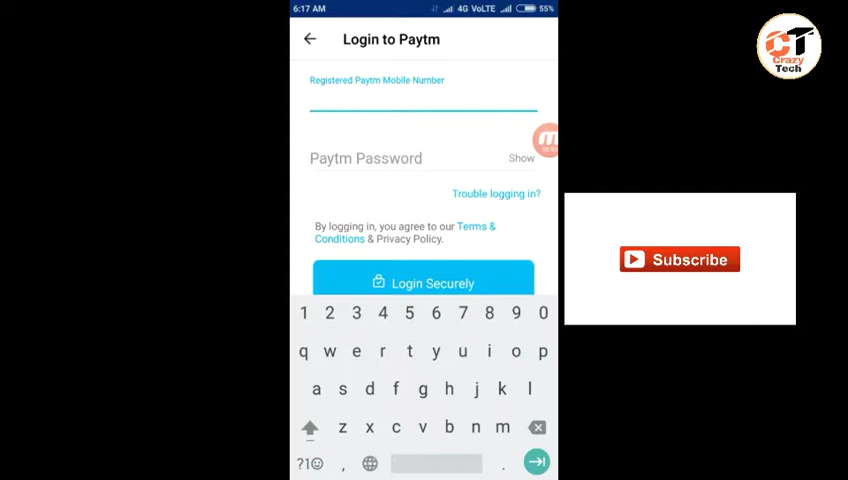 6:17 AM 4G VoLTE 55%
Login to Paytm
Registered Paytm Mobile Number
Paytm Password Show
Trouble logging in?
By logging in, you agree to our Terms &
Conditions & Privacy Policy.
Login Securely
1 2 3 4 5 6 7 8 9 0
q w e r t y u i o p
a s d f g h j k l
z x c v b n m
?1 , .
CT
Crazy
Tech
Subscribe